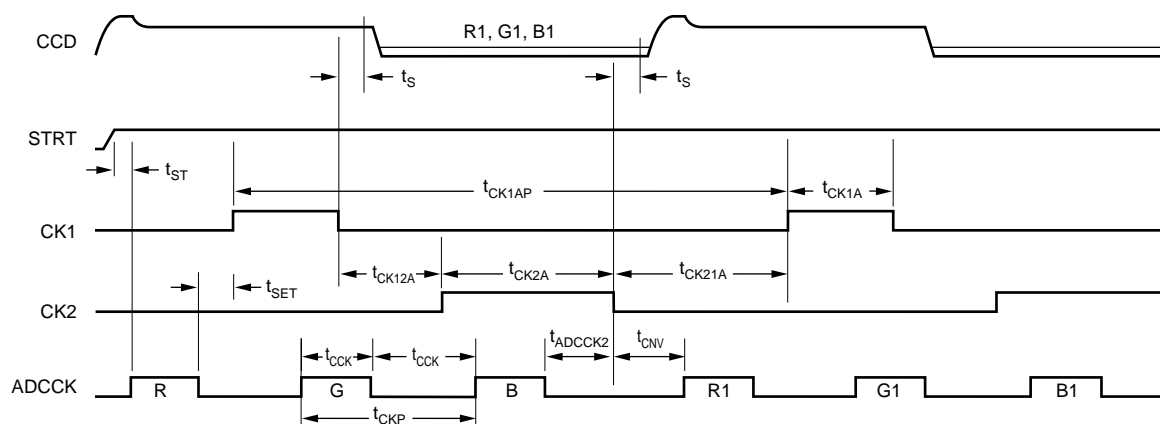 CCD
R1, G1, B1
tS
tS
STRT
tST
tCK1AP
tCK1A
CK1
tCK12A
tCK2A
tCK21A
tSET
CK2
tCCK
tCCK
tADCCK2
tCNV
ADCCK
R
G
B
R1
G1
B1
tCKP